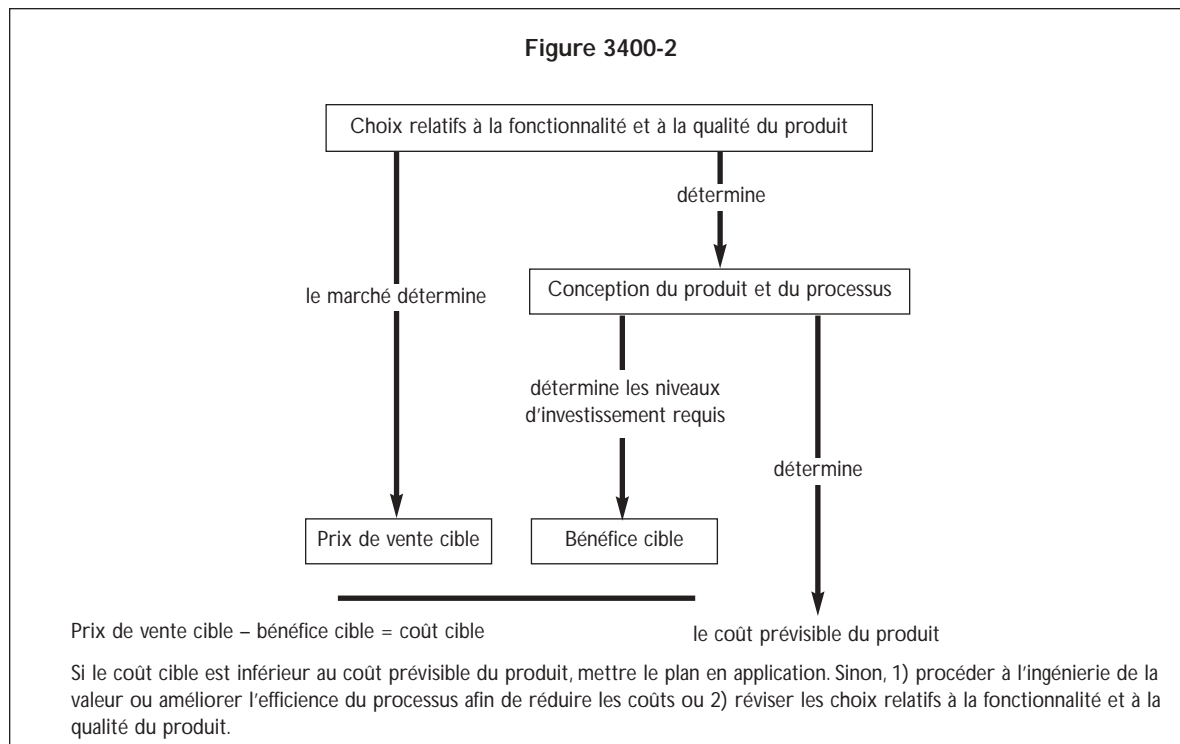 Figure 3400-2
Choix relatifs à la fonctionnalité et à la qualité du produit
détermine
le marché détermine
Conception du produit et du processus
détermine les niveaux
d'investissement requis
détermine
Prix de vente cible
Bénéfice cible
Prix de vente cible – bénéfice cible = coût cible
le coût prévisible du produit
Si le coût cible est inférieur au coût prévisible du produit, mettre le plan en application. Sinon, 1) procéder à l'ingénierie de la
valeur ou améliorer l'efficience du processus afin de réduire les coûts ou 2) réviser les choix relatifs à la fonctionnalité et à la
qualité du produit.